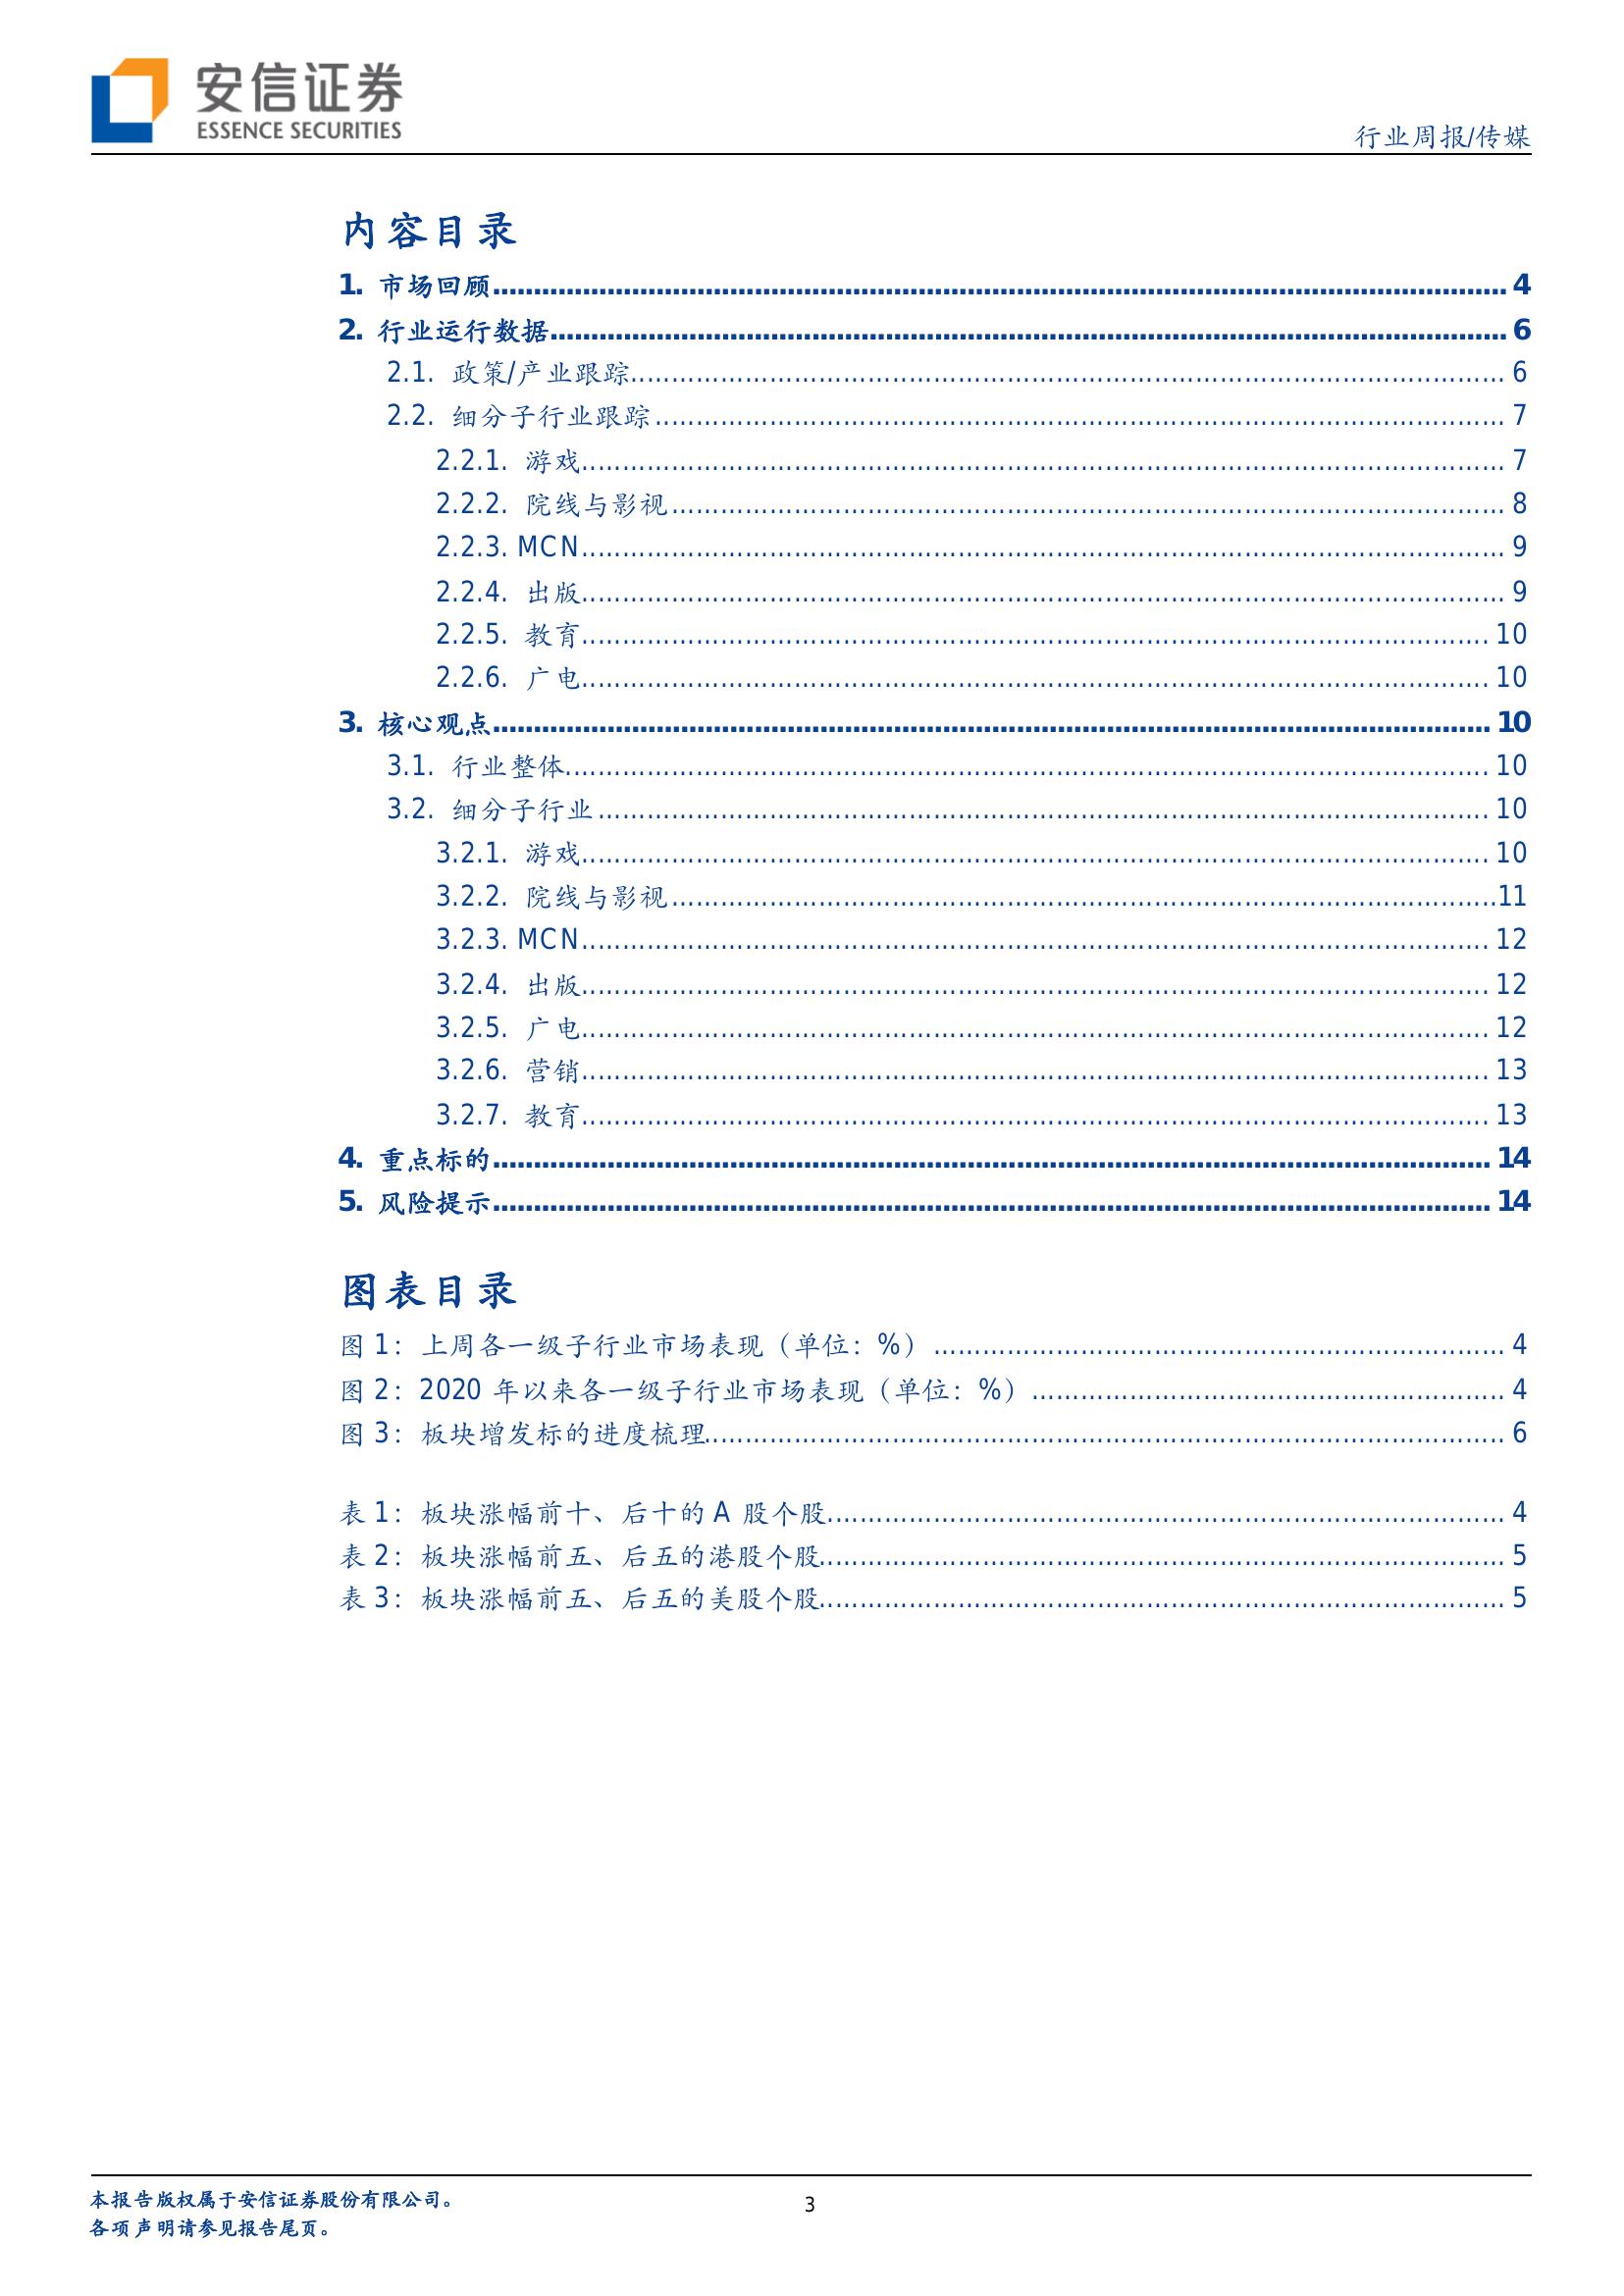 安信证券
ESSENCE SECURITIES
行业周报/传媒
内容目录
1. 市场回顾 4
2. 行业运行数据 6
2.1. 政策/产业跟踪 6
2.2. 细分子行业跟踪 7
2.2.1. 游戏 7
2.2.2. 院线与影视 8
2.2.3. MCN 9
2.2.4. 出版 9
2.2.5. 教育 10
2.2.6. 广电 10
3. 核心观点 10
3.1. 行业整体 10
3.2. 细分子行业 10
3.2.1. 游戏 10
3.2.2. 院线与影视 11
3.2.3. MCN 12
3.2.4. 出版 12
3.2.5. 广电 12
3.2.6. 营销 13
3.2.7. 教育 13
4. 重点标的 14
5. 风险提示 14
图表目录
图 1：上周各一级子行业市场表现（单位：%） 4
图 2：2020 年以来各一级子行业市场表现（单位：%） 4
图 3：板块增发标的进度梳理 6
表 1：板块涨幅前十、后十的 A 股个股 4
表 2：板块涨幅前五、后五的港股个股 5
表 3：板块涨幅前五、后五的美股个股 5
本报告版权属于安信证券股份有限公司。
3
各项声明请参见报告尾页。